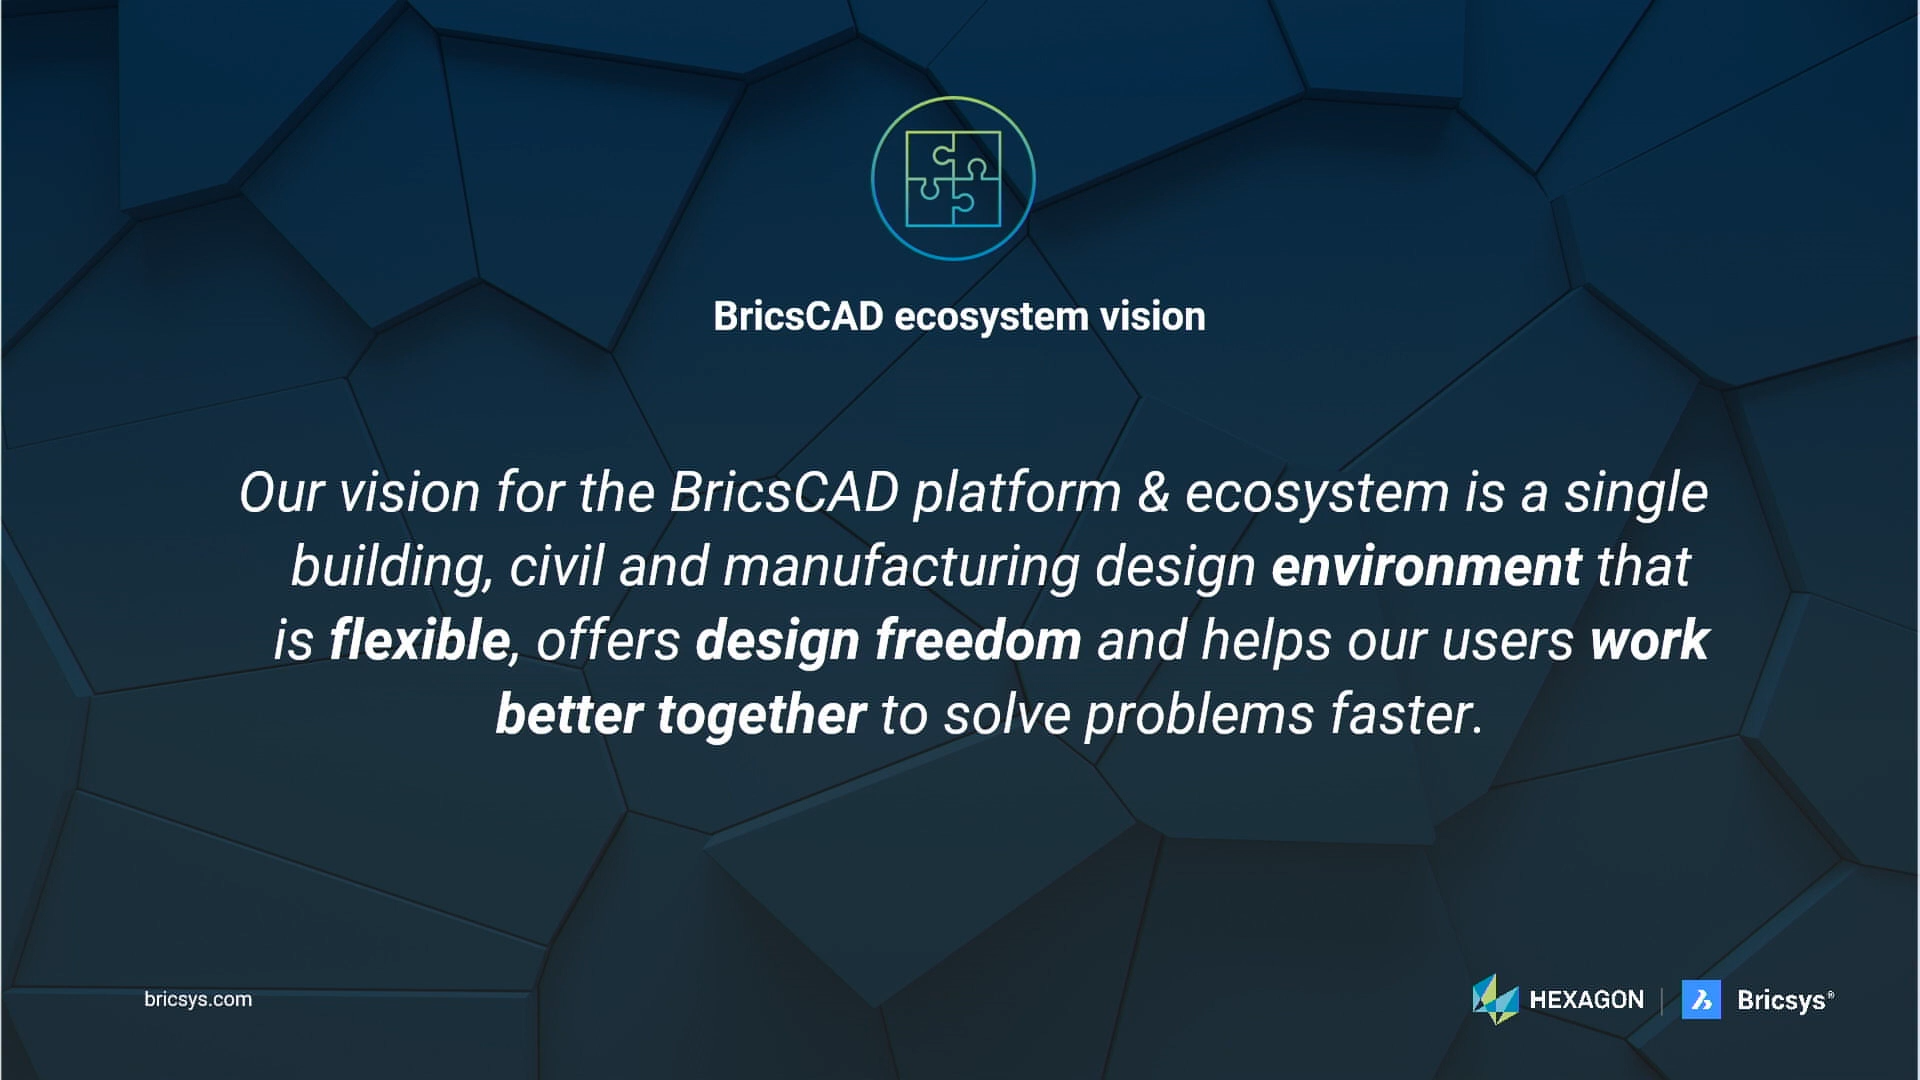 BricsCAD ecosystem vision
Our vision for the BricsCAD platform & ecosystem is a single
building, civil and manufacturing design environment that
is flexible, offers design freedom and helps our users work
better together to solve problems faster.
bricsys.com
HEXAGON | Bricsys®